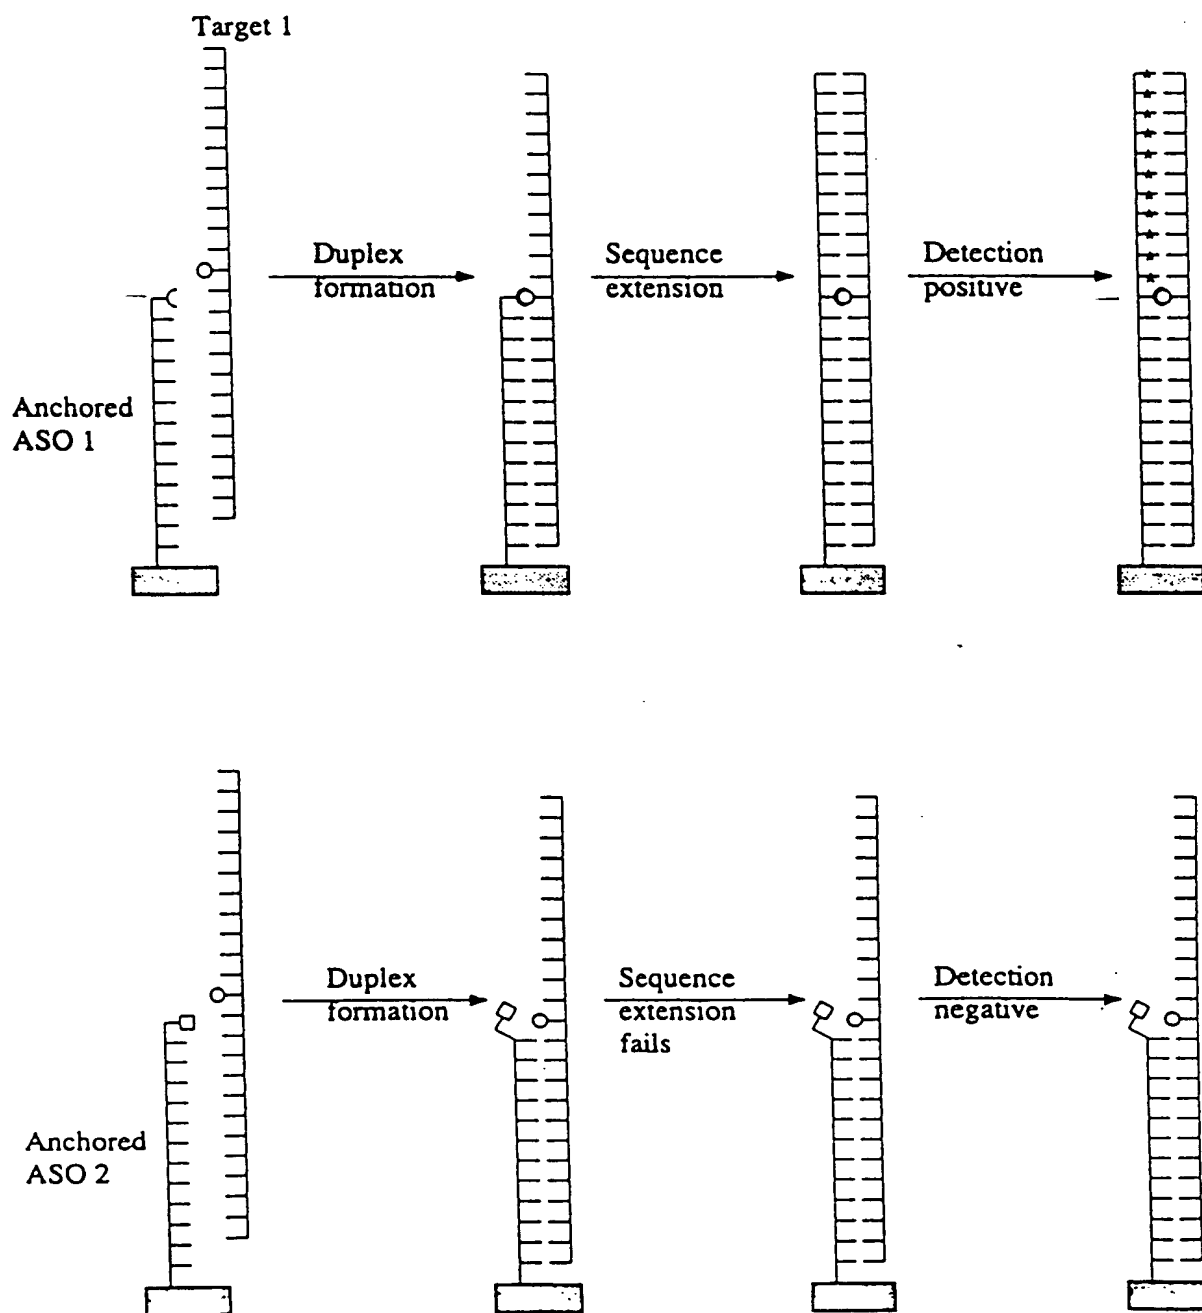 Target 1
Duplex
formation
Sequence
extension
Detection
positive
Anchored
ASO 1
Duplex
formation
Sequence
extension
fails
Detection
negative
Anchored
ASO 2